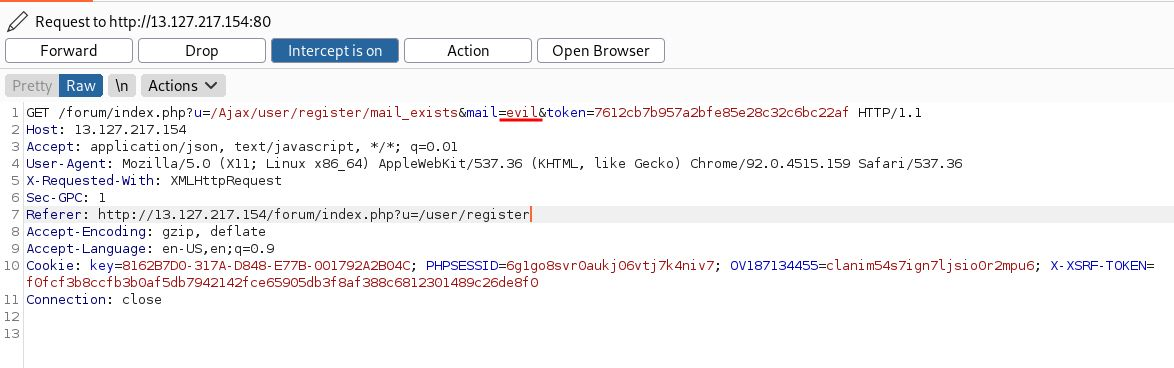 Request to http://13.127.217.154:80
Forward Drop Intercept is on Action Open Browser
Pretty Raw \n Actions
1 GET /forum/index.php?u=/Ajax/user/register/mail_exists&mail=evil&token=7612cb7b957a2bfe85e28c32c6bc22af HTTP/1.1
2 Host: 13.127.217.154
3 Accept: application/json, text/javascript, */*; q=0.01
4 User-Agent: Mozilla/5.0 (X11; Linux x86_64) AppleWebKit/537.36 (KHTML, like Gecko) Chrome/92.0.4515.159 Safari/537.36
5 X-Requested-With: XMLHttpRequest
6 Sec-GPC: 1
7 Referer: http://13.127.217.154/forum/index.php?u=/user/register
8 Accept-Encoding: gzip, deflate
9 Accept-Language: en-US,en;q=0.9
10 Cookie: key=8162B7D0-317A-D848-E77B-001792A2B04C; PHPSESSID=6g1go8svr0aukj06vtj7k4niv7; OV187134455=clanim54s7ign7ljsio0r2mpu6; X-XSRF-TOKEN=
f0fcf3b8ccfb3b0af5db7942142fce65905db3f8af388c6812301489c26de8f0
11 Connection: close
12
13